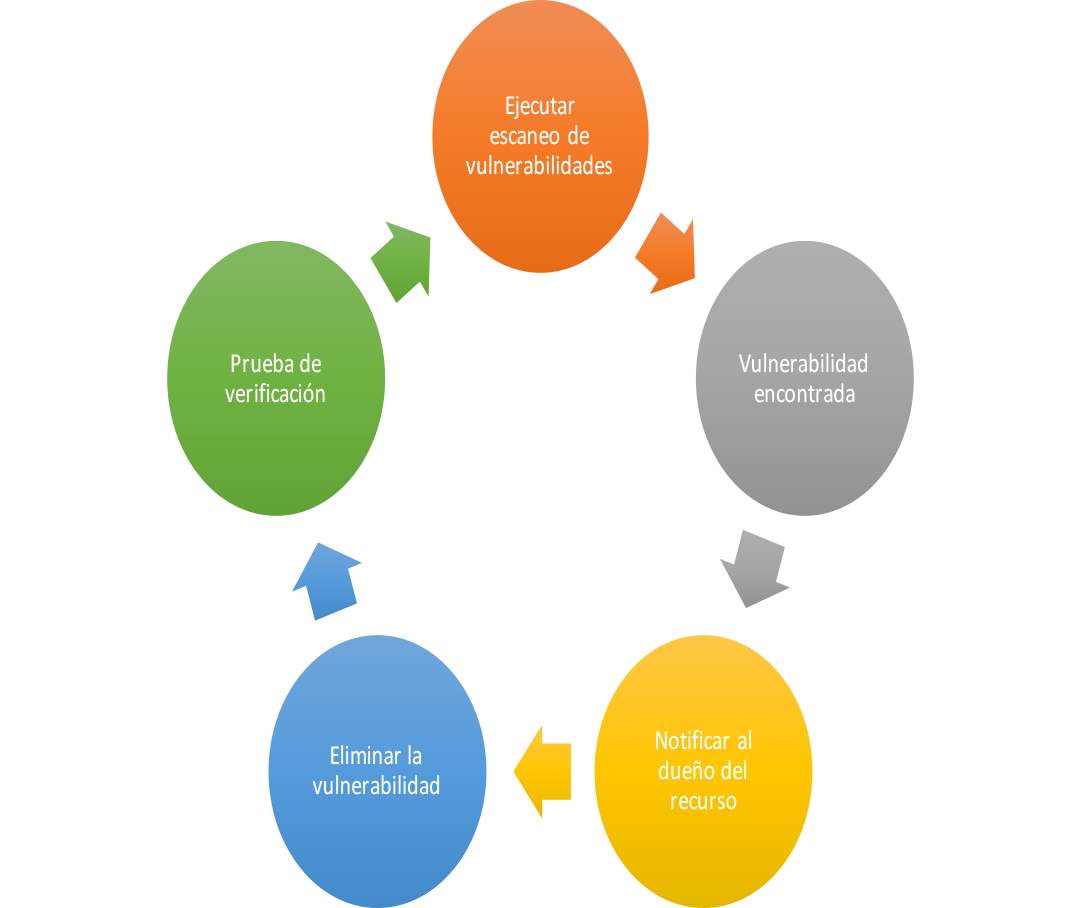 Ejecutar
escaneo de
vulnerabilidades
Vulnerabilidad
encontrada
Notificar al
dueño del
recurso
Eliminar la
vulnerabilidad
Prueba de
verificación